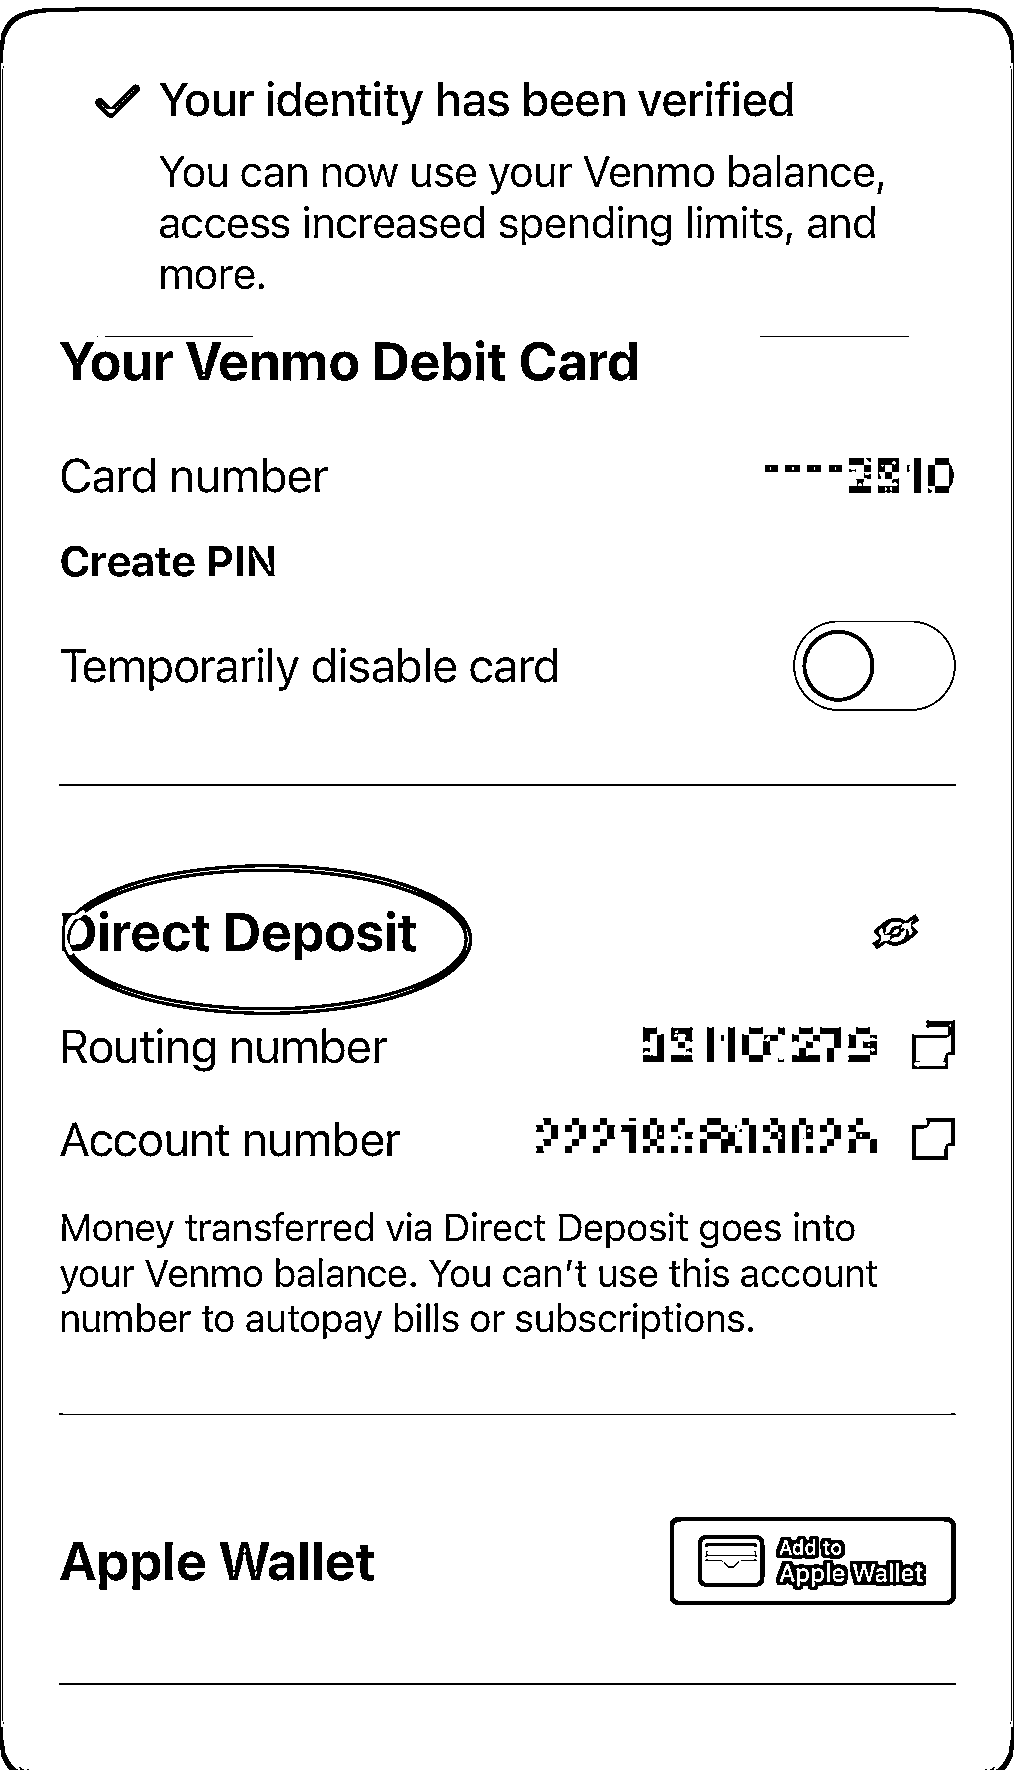 Your identity has been verified
You can now use your Venmo balance,
access increased spending limits, and
more.
Your Venmo Debit Card
Card number
Create PIN
Temporarily disable card
Direct Deposit
Routing number
Account number
Money transferred via Direct Deposit goes into
your Venmo balance. You can't use this account
number to autopay bills or subscriptions.
Apple Wallet
Add to
Apple Wallet